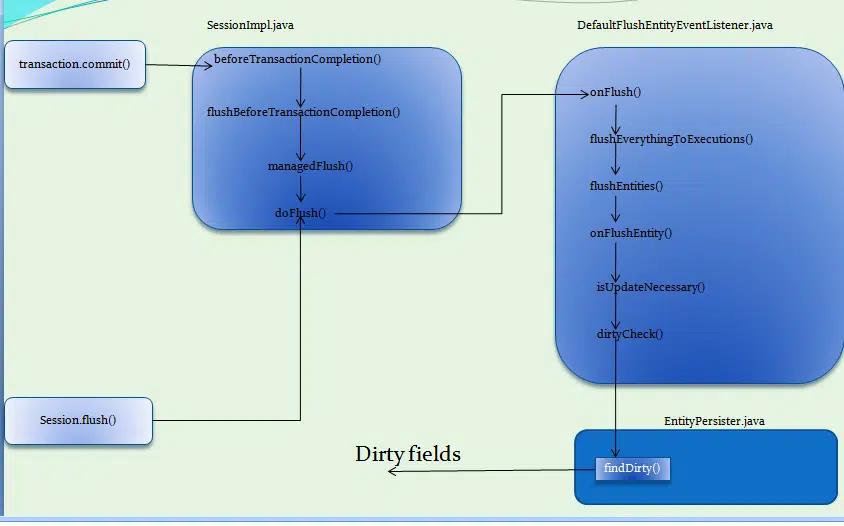 SessionImpl.java
DefaultFlushEntityEventListener.java
transaction.commit()
beforeTransactionCompletion()
flushBeforeTransactionCompletion()
managedFlush()
doFlush()
onFlush()
flushEverythingToExecutions()
flushEntities()
onFlushEntity()
isUpdateNecessary()
dirtyCheck()
Session.flush()
EntityPersister.java
findDirty()
Dirty fields